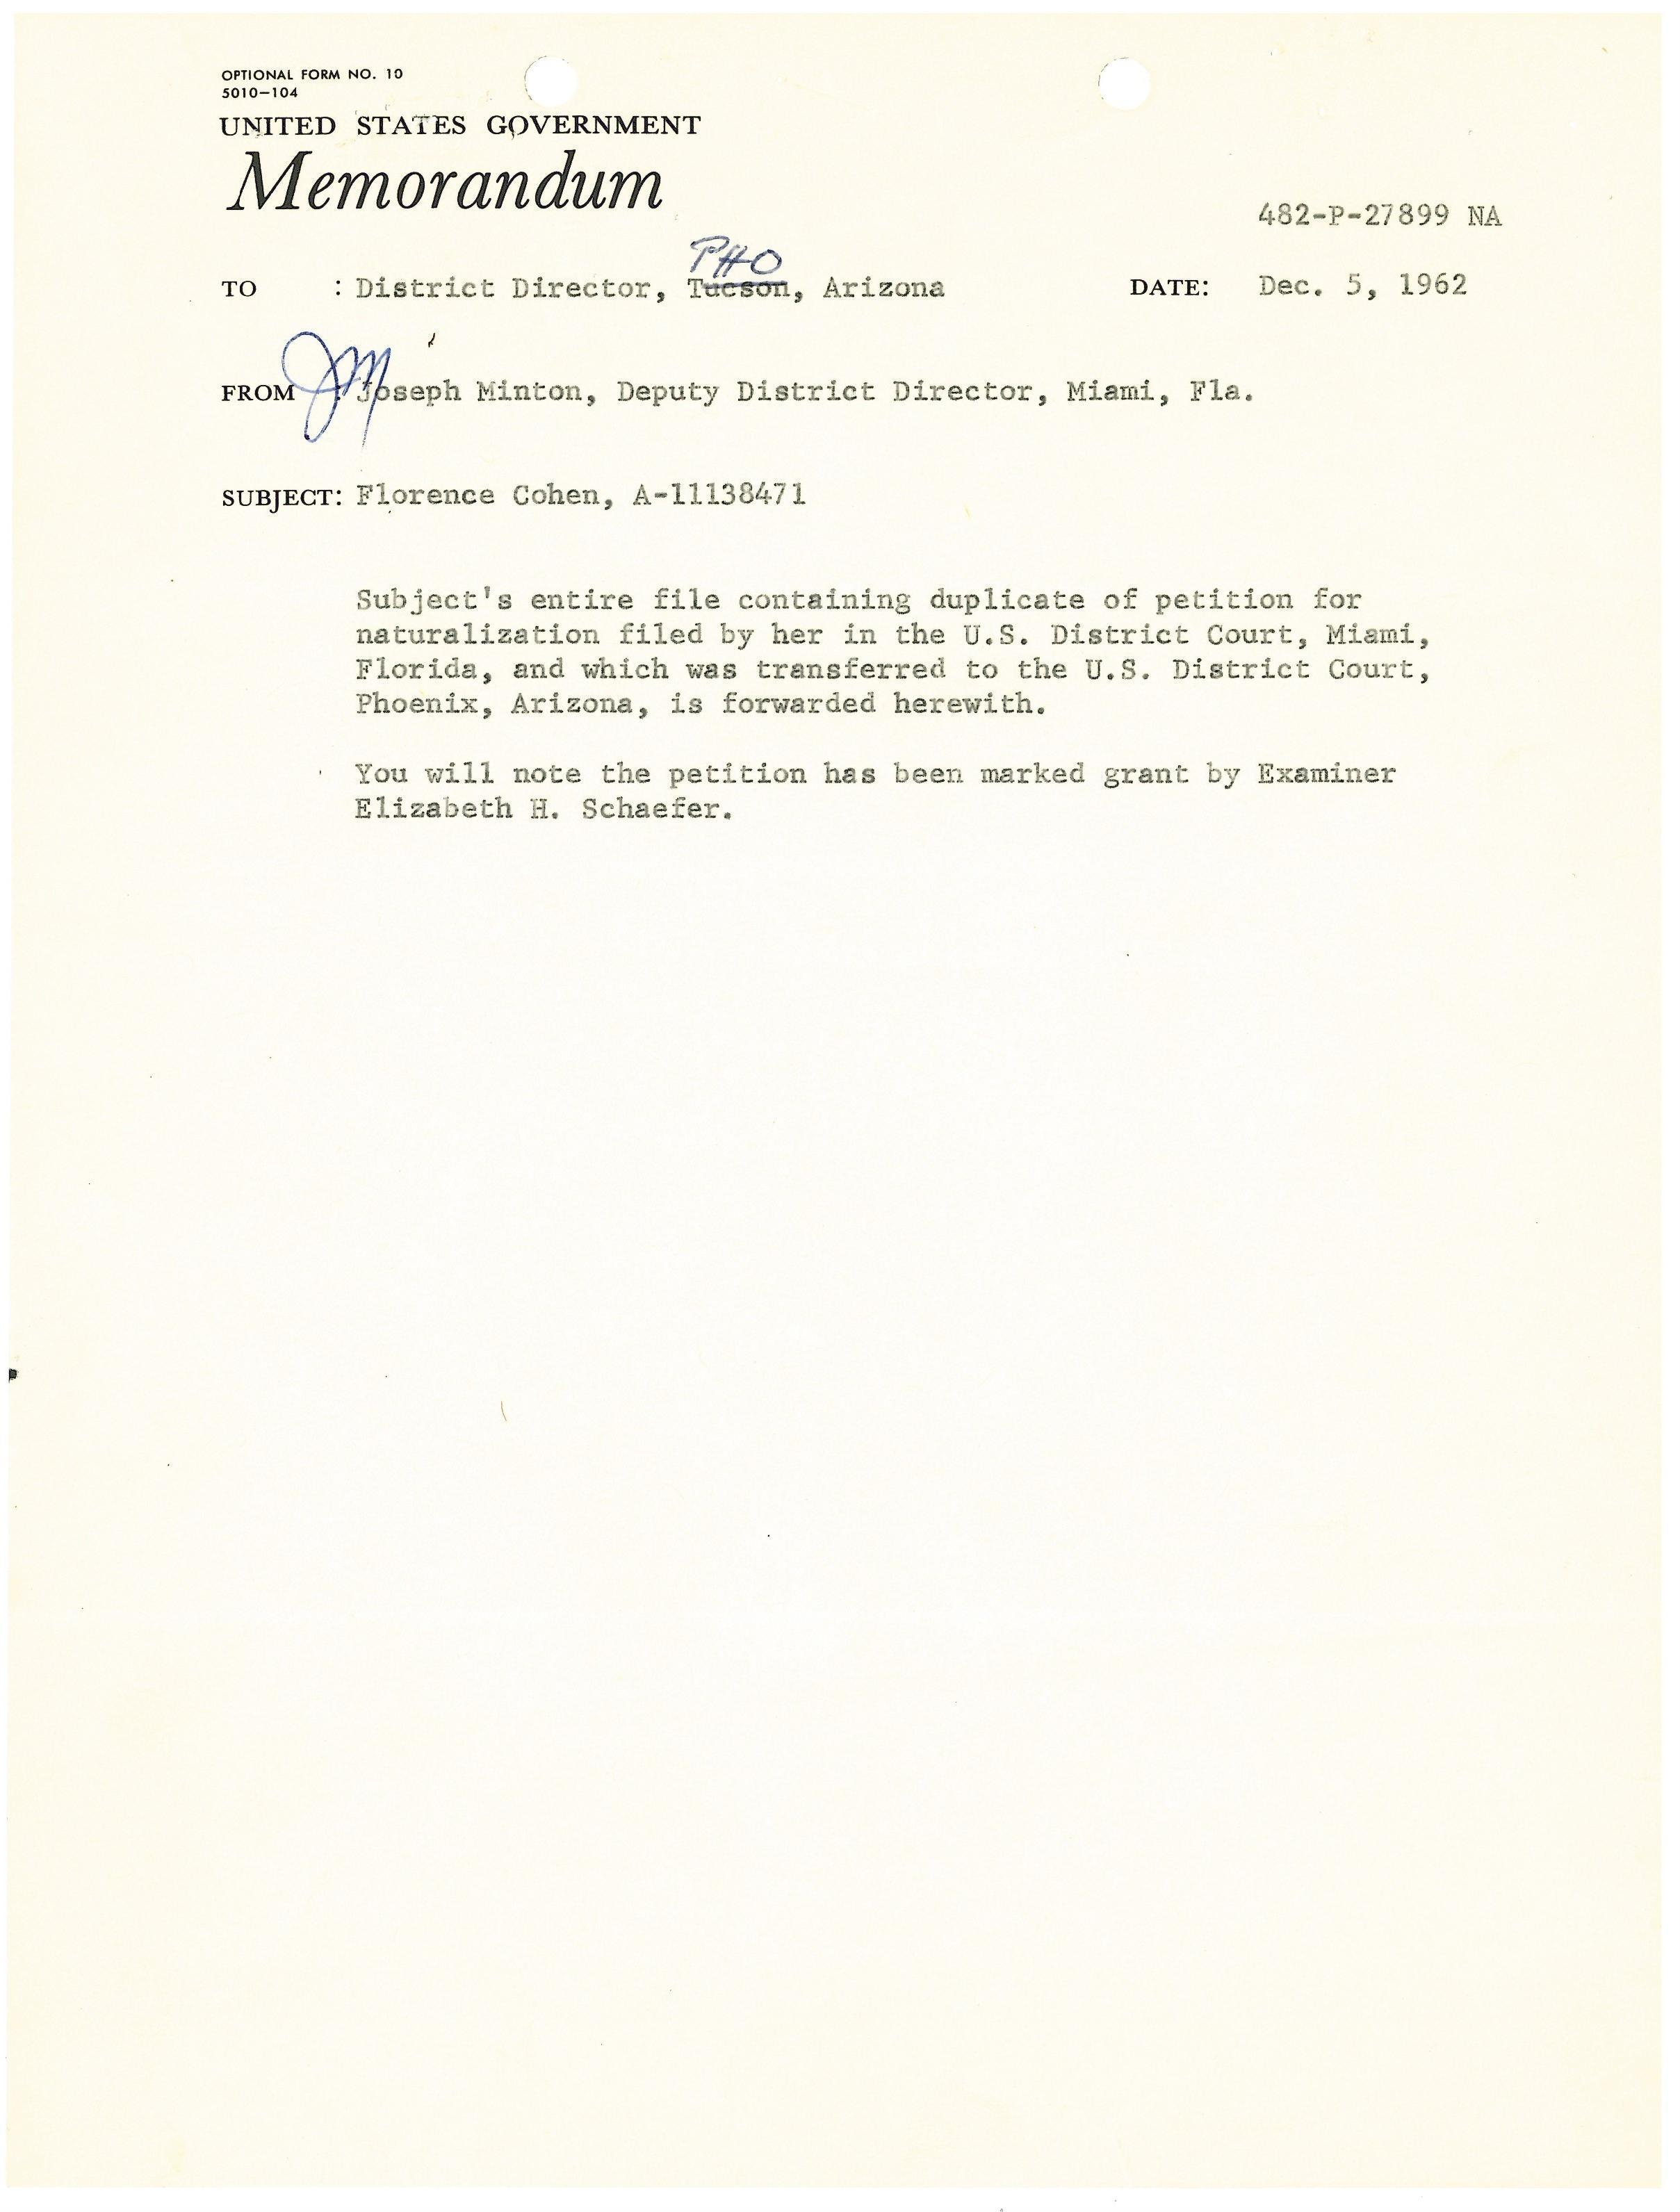 OPTIONAL FORM NO. 10
5010—104
UNITED STATES GOVERNMENT
Memorandum
482-P-27899 NA
PHO
TO : District Director, Tucson, Arizona DATE: Dec. 5, 1962
JM
FROM : Joseph Minton, Deputy District Director, Miami, Fla.
SUBJECT: Florence Cohen, A-11138471
Subject's entire file containing duplicate of petition for
naturalization filed by her in the U.S. District Court, Miami,
Florida, and which was transferred to the U.S. District Court,
Phoenix, Arizona, is forwarded herewith.
You will note the petition has been marked grant by Examiner
Elizabeth H. Schaefer.